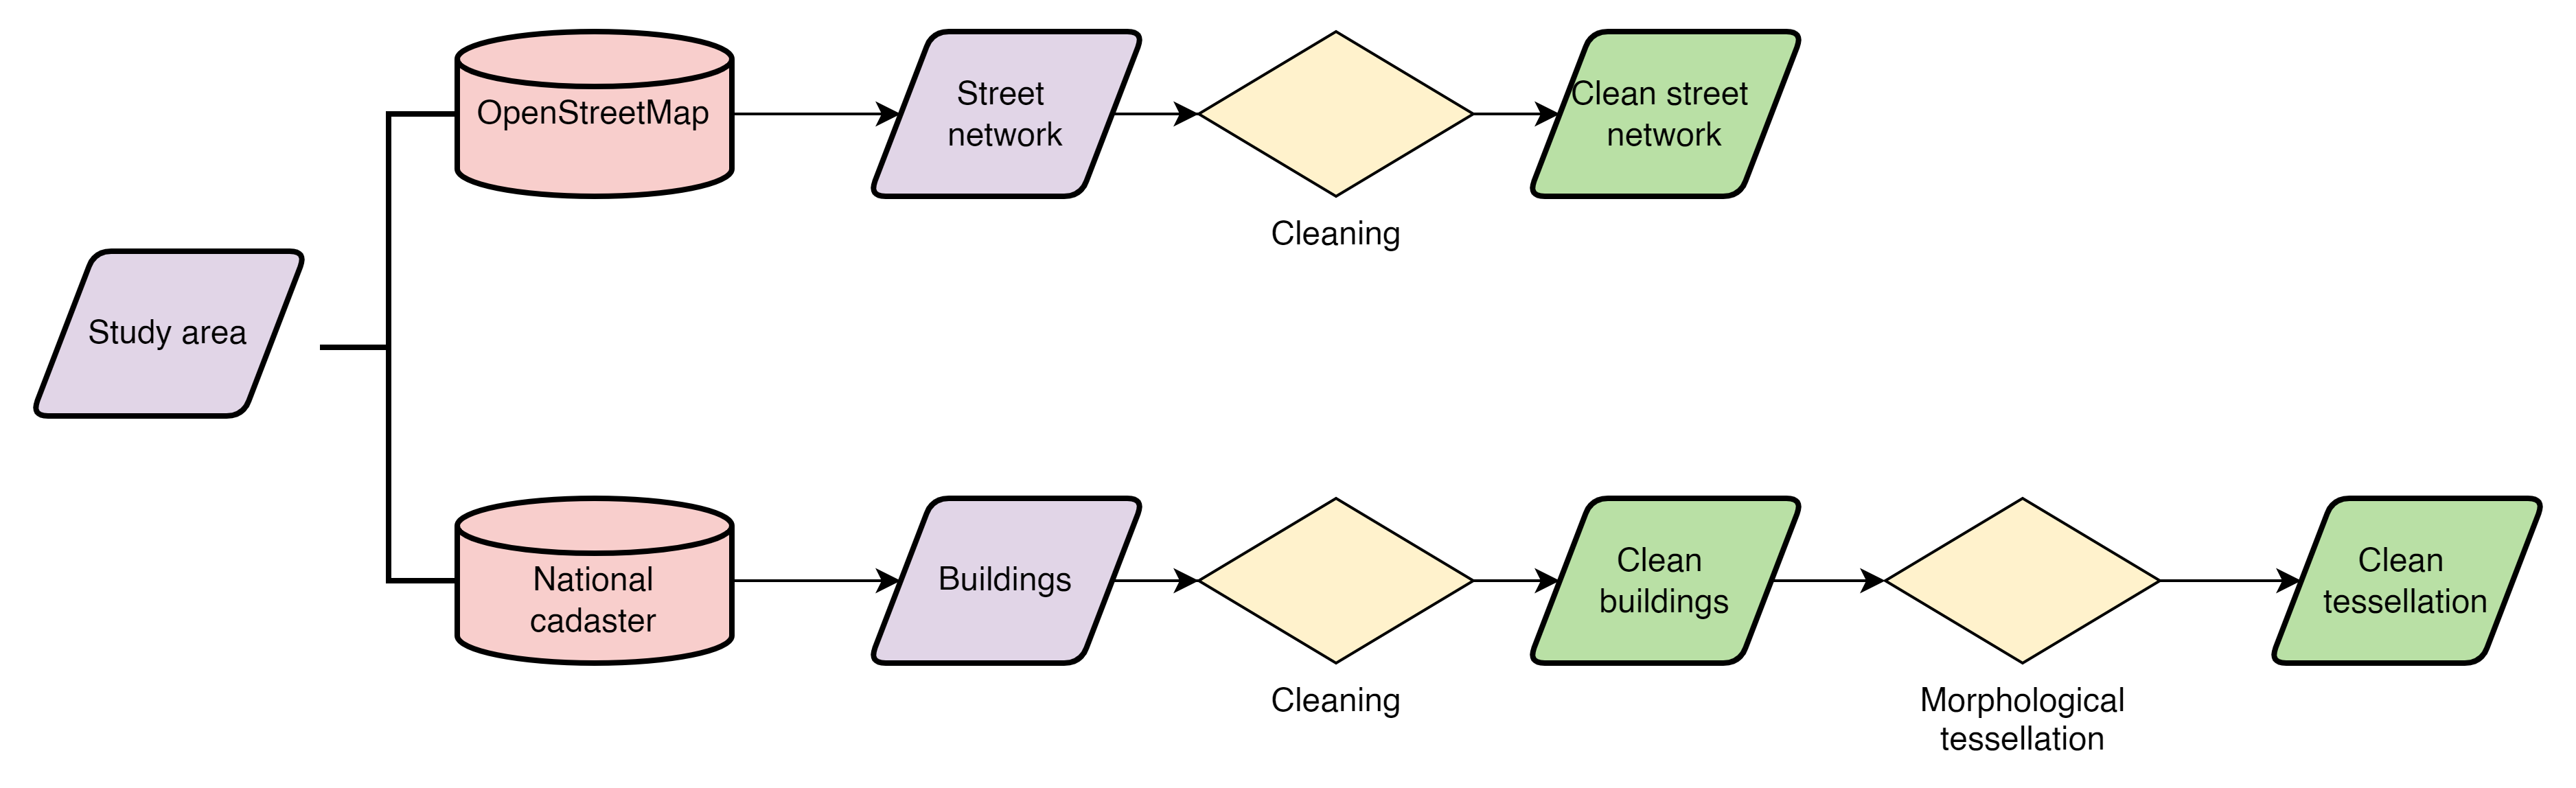 OpenStreetMap
Street
network
Cleaning
Clean street
network
Study area
National
cadaster
Buildings
Cleaning
Clean
buildings
Morphological
tessellation
Clean
tessellation